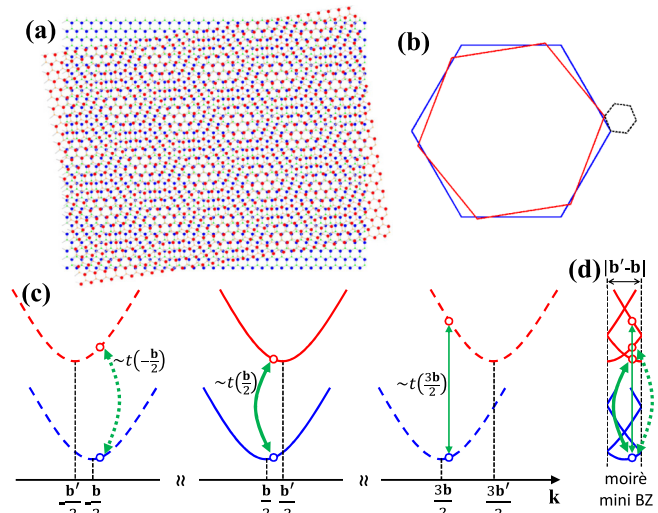 (a)
(b)
(c)
(d)
|b′-b|
~t(-b/2)
~t(b/2)
~t(3b/2)
-b′/2 -b/2 ≈ b/2 b′/2 ≈ 3b/2 3b′/2 k
moirè
mini BZ